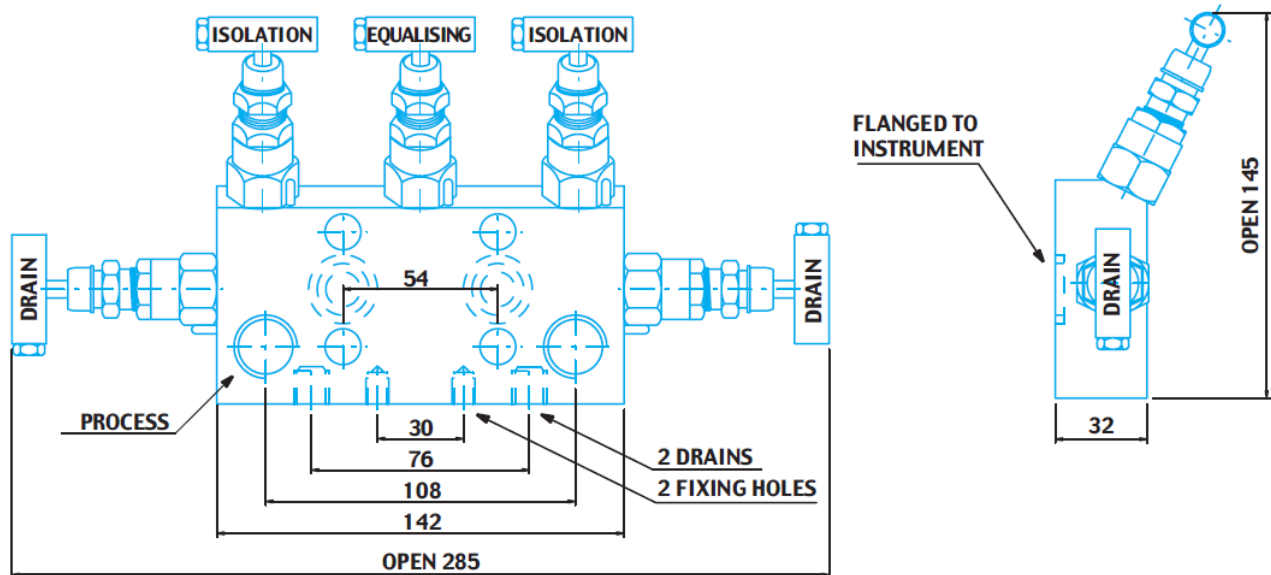 ISOLATION
EQUALISING
ISOLATION
FLANGED TO
INSTRUMENT
OPEN 145
DRAIN
54
DRAIN
DRAIN
PROCESS
30
32
76
2 DRAINS
108
2 FIXING HOLES
142
OPEN 285